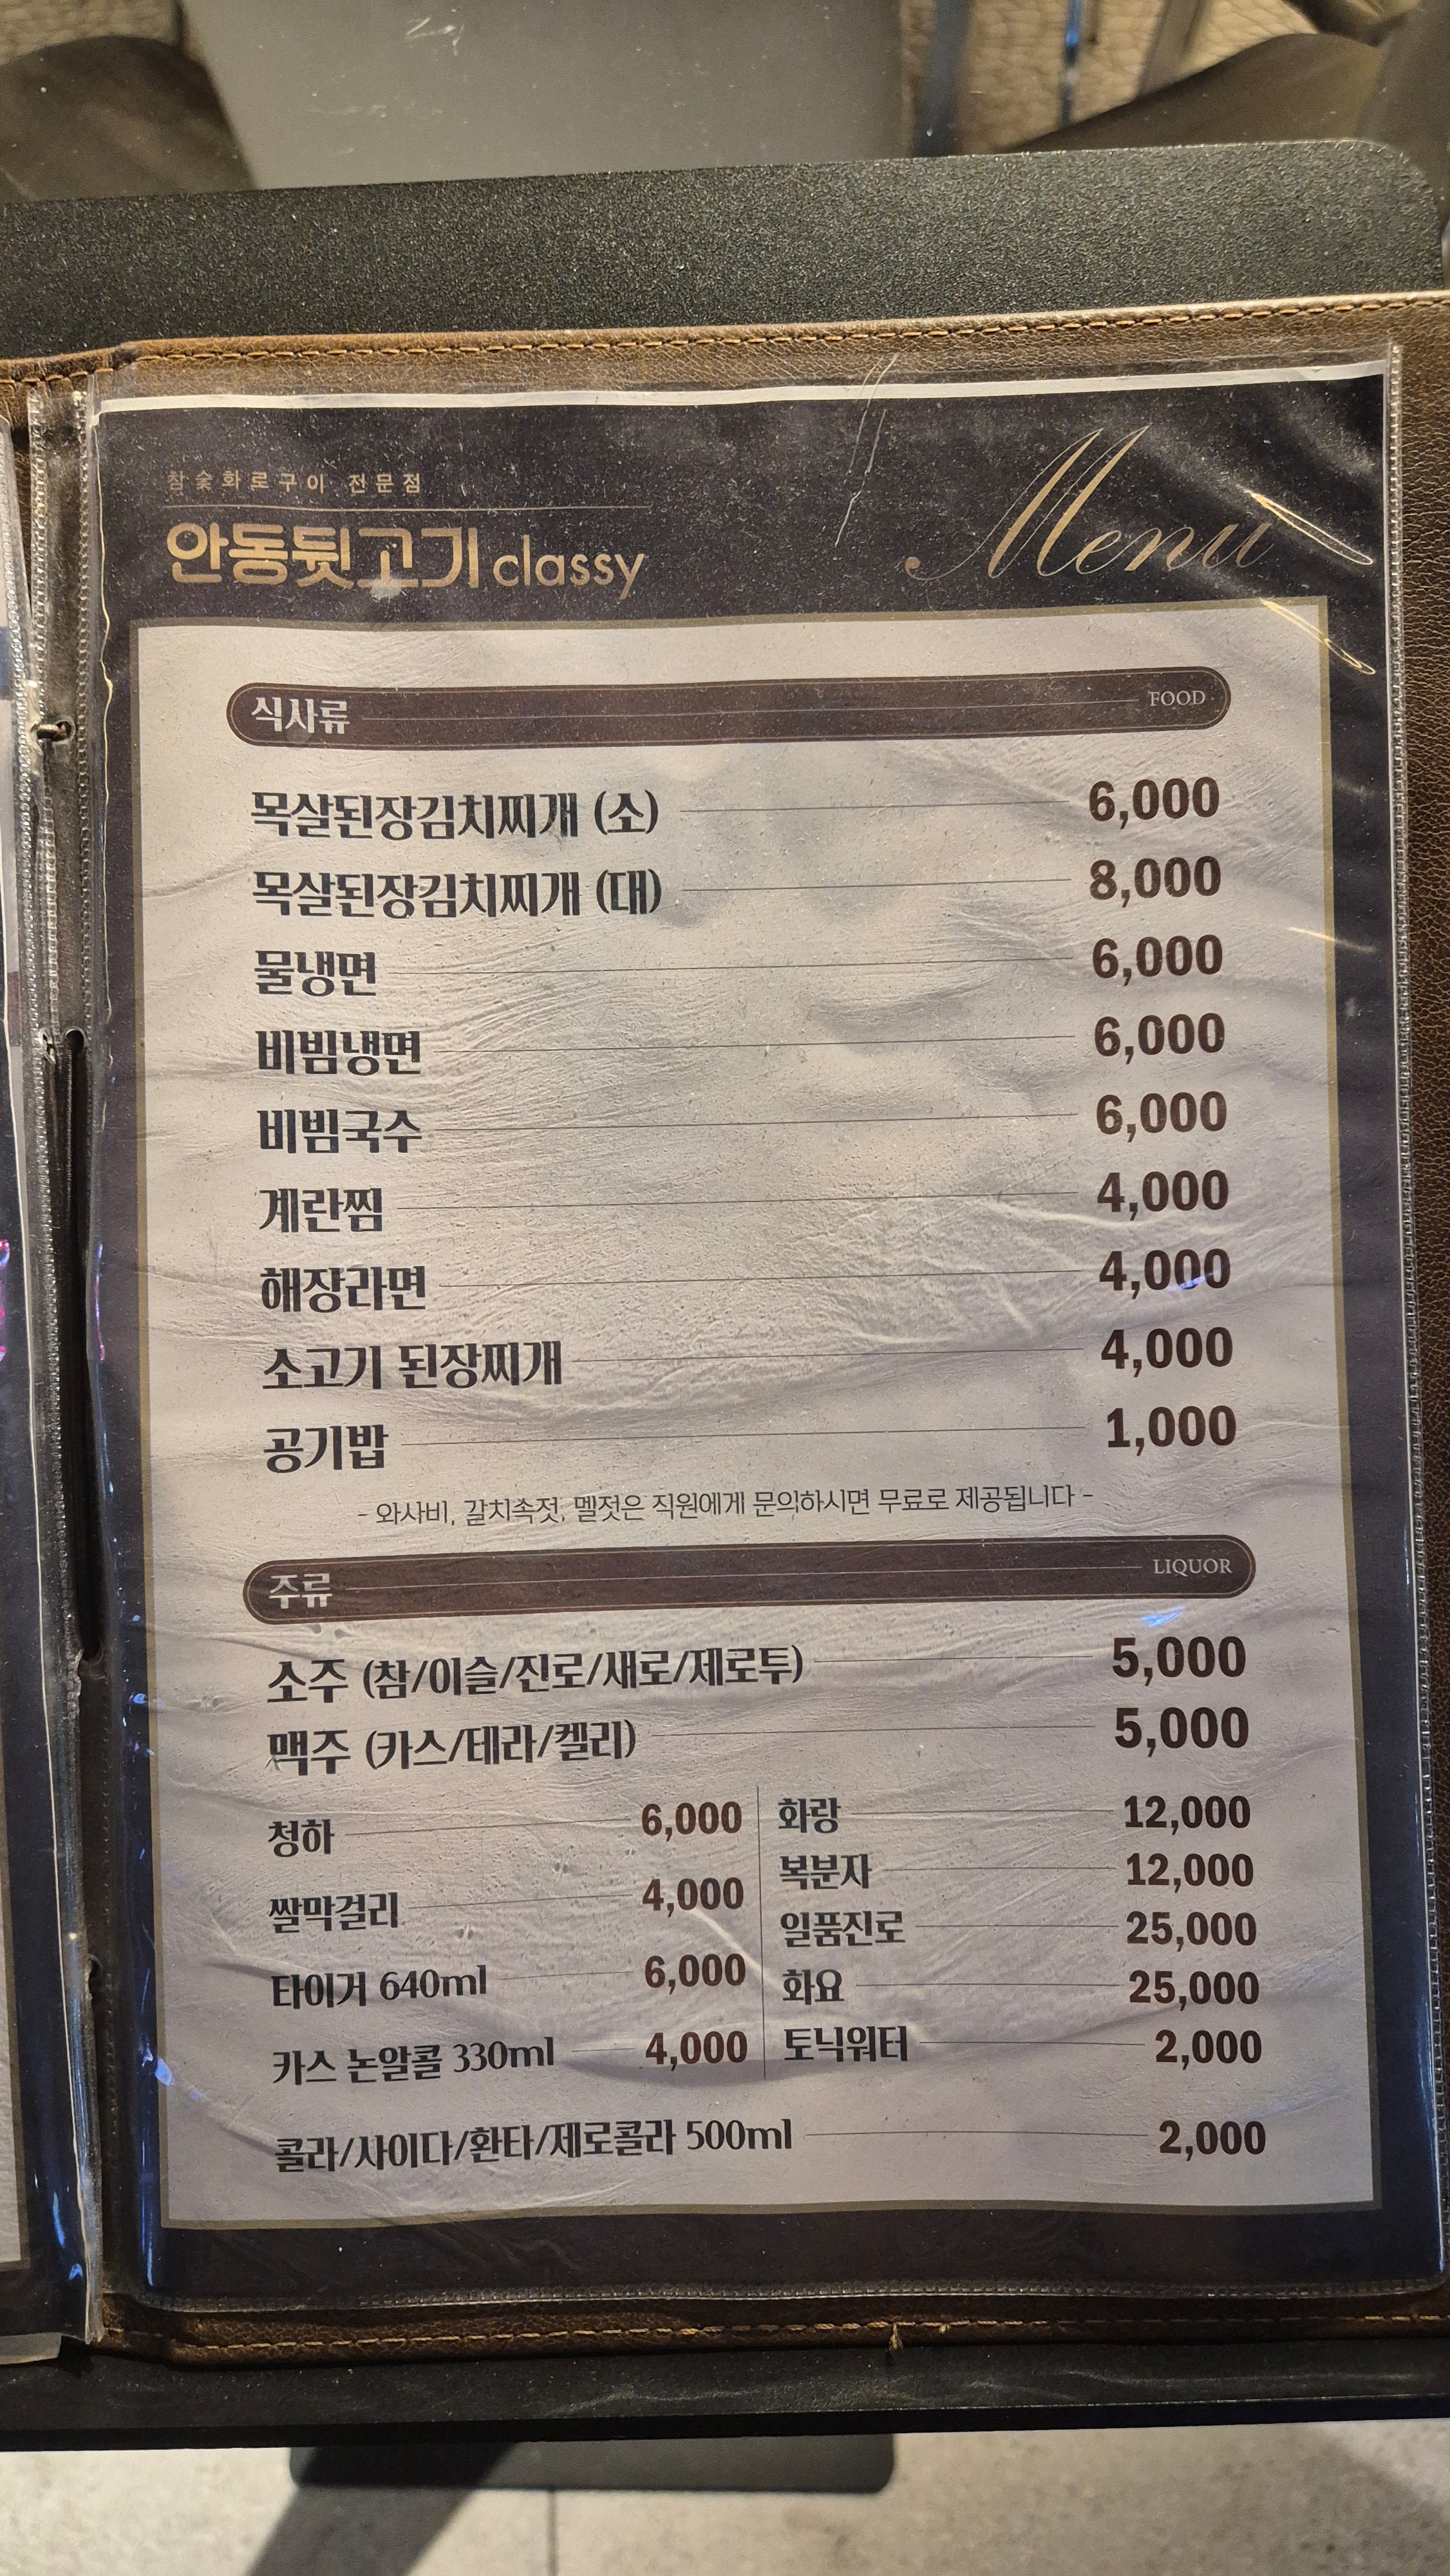 참숯화로구이 전문점
안동뒷고기 classy
Menu
식사류 FOOD
목살된장김치찌개 (소) 6,000
목살된장김치찌개 (대) 8,000
물냉면 6,000
비빔냉면 6,000
비빔국수 6,000
계란찜 4,000
해장라면 4,000
소고기 된장찌개 4,000
공기밥 1,000
- 와사비, 갈치속젓, 멜젓은 직원에게 문의하시면 무료로 제공됩니다 -
주류 LIQUOR
소주 (참/이슬/진로/새로/제로투) 5,000
맥주 (카스/테라/켈리) 5,000
청하 6,000
쌀막걸리 4,000
타이거 640ml 6,000
카스 논알콜 330ml 4,000
화랑 12,000
복분자 12,000
일품진로 25,000
화요 25,000
토닉워터 2,000
콜라/사이다/환타/제로콜라 500ml 2,000